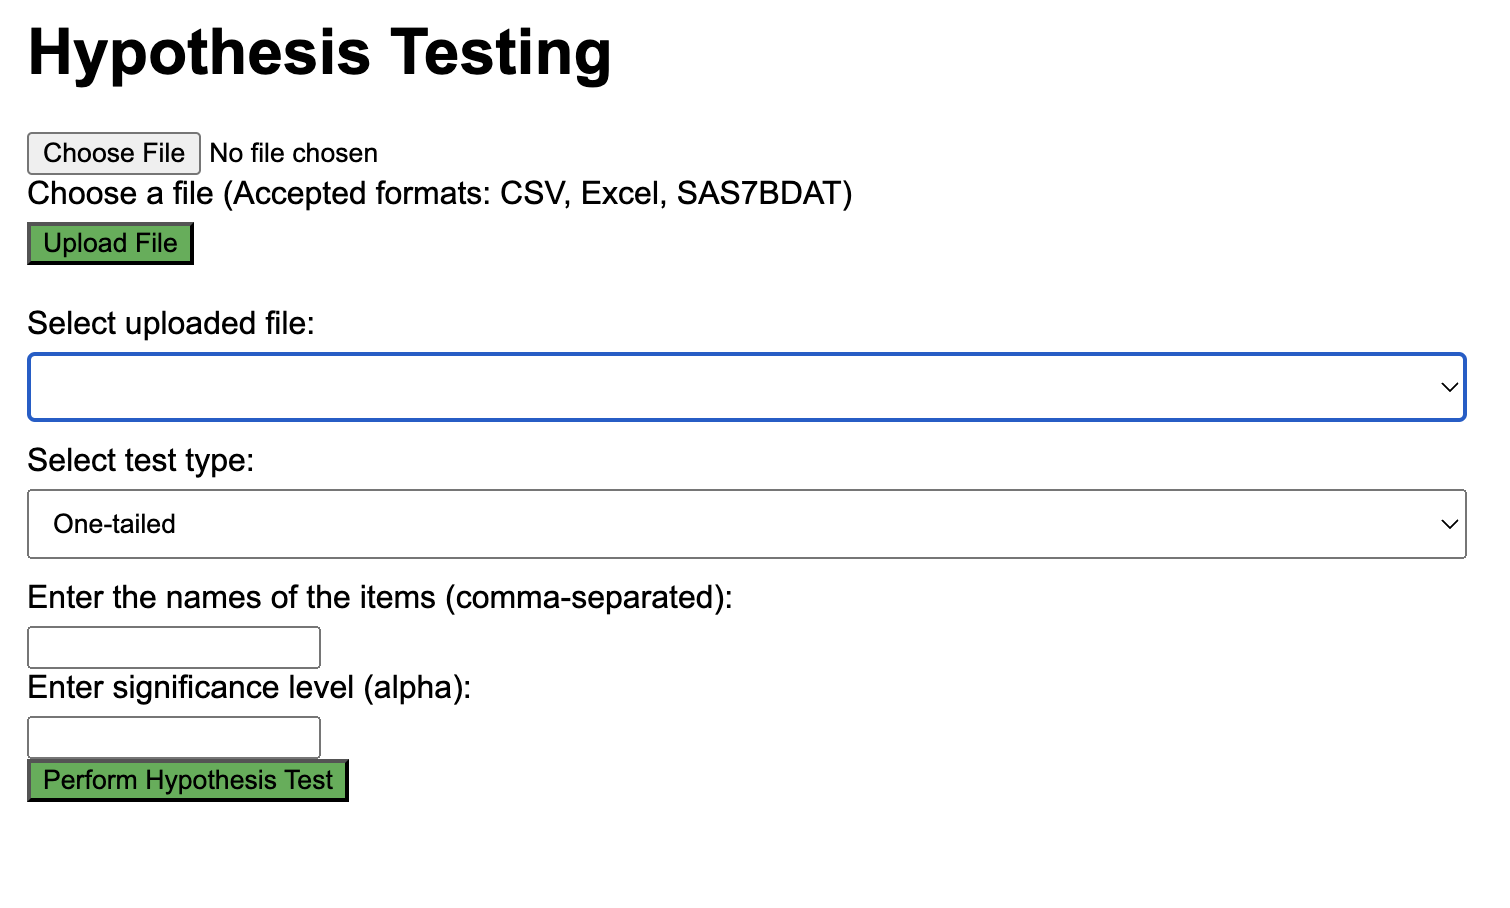 Hypothesis Testing
Choose File No file chosen
Choose a file (Accepted formats: CSV, Excel, SAS7BDAT)
Upload File
Select uploaded file:
Select test type:
One-tailed
Enter the names of the items (comma-separated):
Enter significance level (alpha):
Perform Hypothesis Test